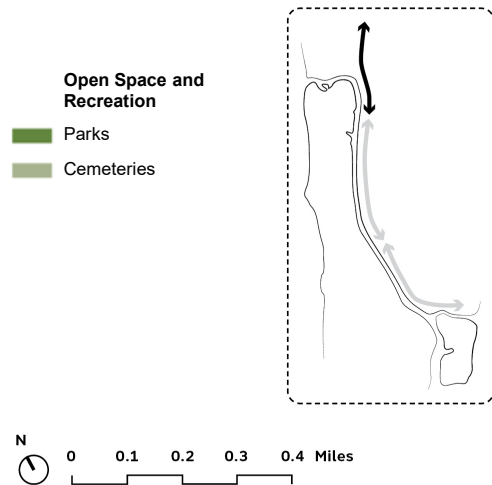 Open Space and
Recreation
Parks
Cemeteries
N
0 0.1 0.2 0.3 0.4 Miles